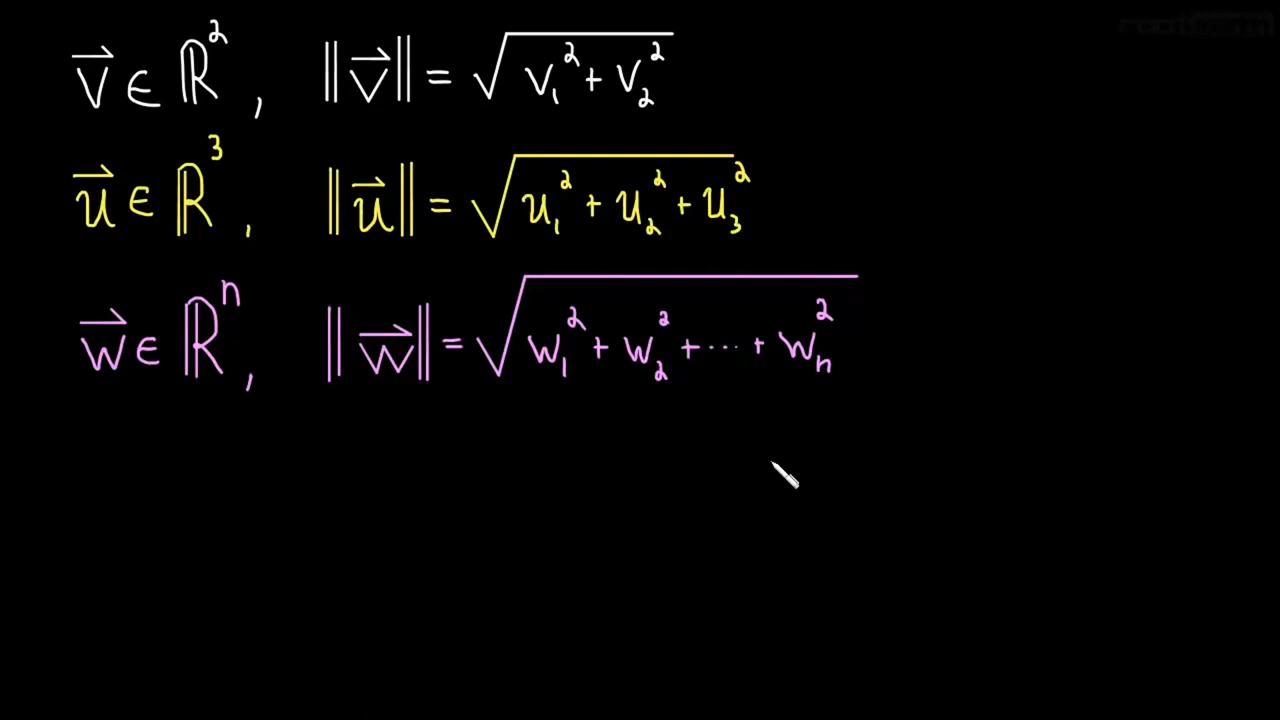 v⃗ ∈ ℝ², ‖v⃗‖ = √(v₁² + v₂²)
u⃗ ∈ ℝ³, ‖u⃗‖ = √(u₁² + u₂² + u₃²)
w⃗ ∈ ℝⁿ, ‖w⃗‖ = √(w₁² + w₂² + ⋯ + wₙ²)